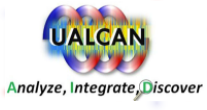 UALCAN
Analyze, Integrate, Discover